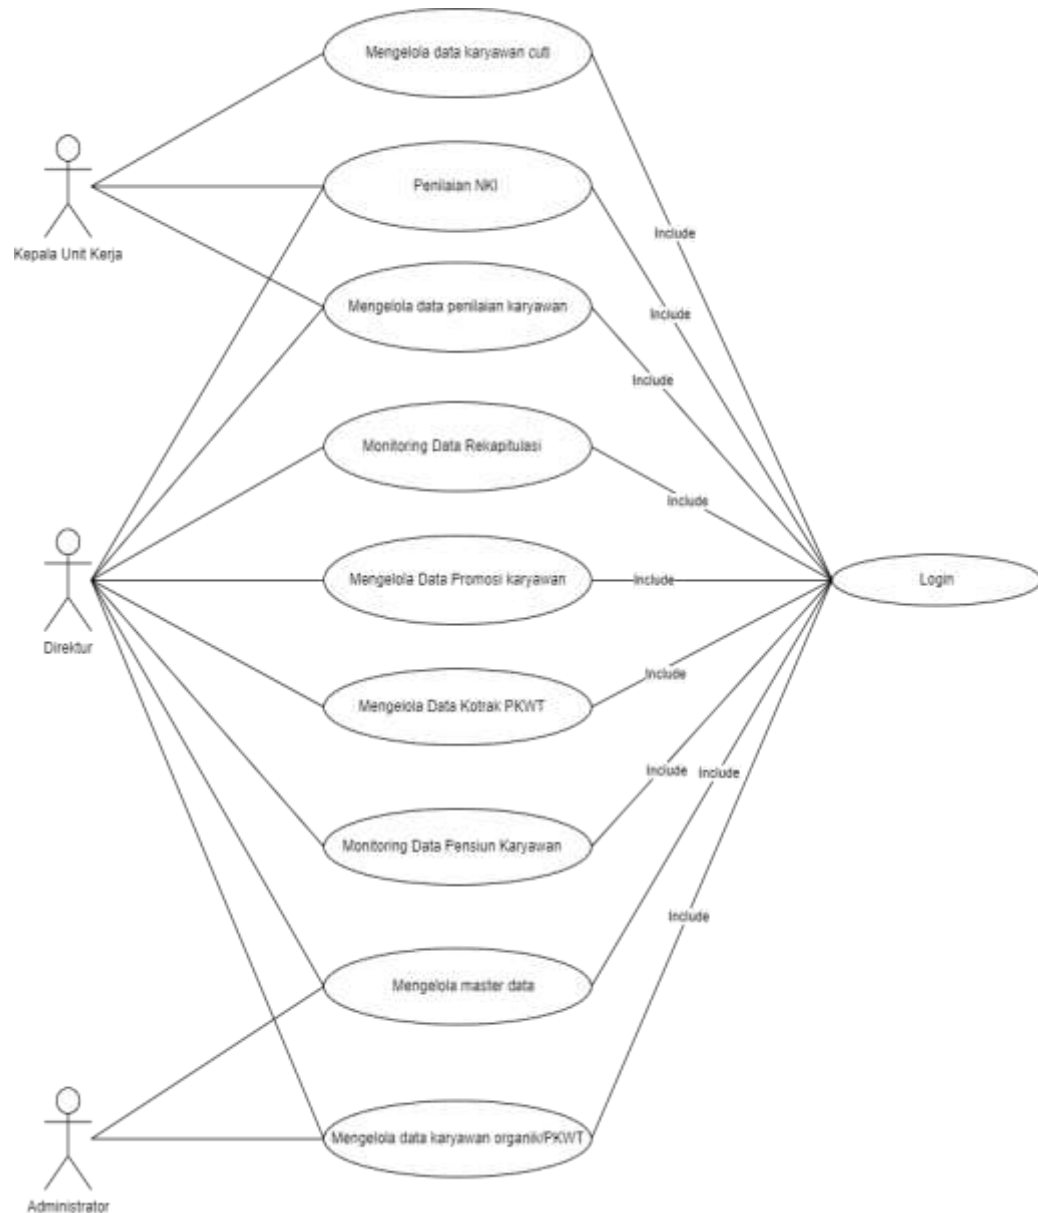 Mengelola data karyawan cuti
Penilaian NKI
Include
Kepala Unit Kerja
Mengelola data penilaian karyawan
Include
Include
Monitoring Data Rekapitulasi
Include
Mengelola Data Promosi karyawan
Include
Login
Direktur
Include
Mengelola Data Kotrak PKWT
Include
Include
Monitoring Data Pensiun Karyawan
Include
Mengelola master data
Mengelola data karyawan organik/PKWT
Administrator